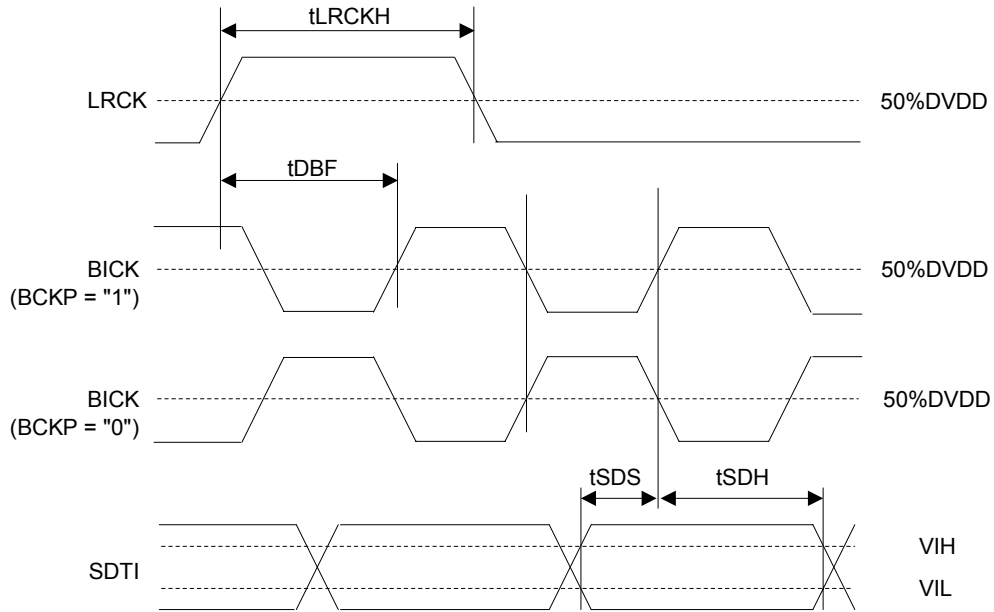 tLRCKH
LRCK
50%DVDD
tDBF
BICK
(BCKP = "1")
50%DVDD
BICK
(BCKP = "0")
50%DVDD
tSDS
tSDH
SDTI
VIH
VIL